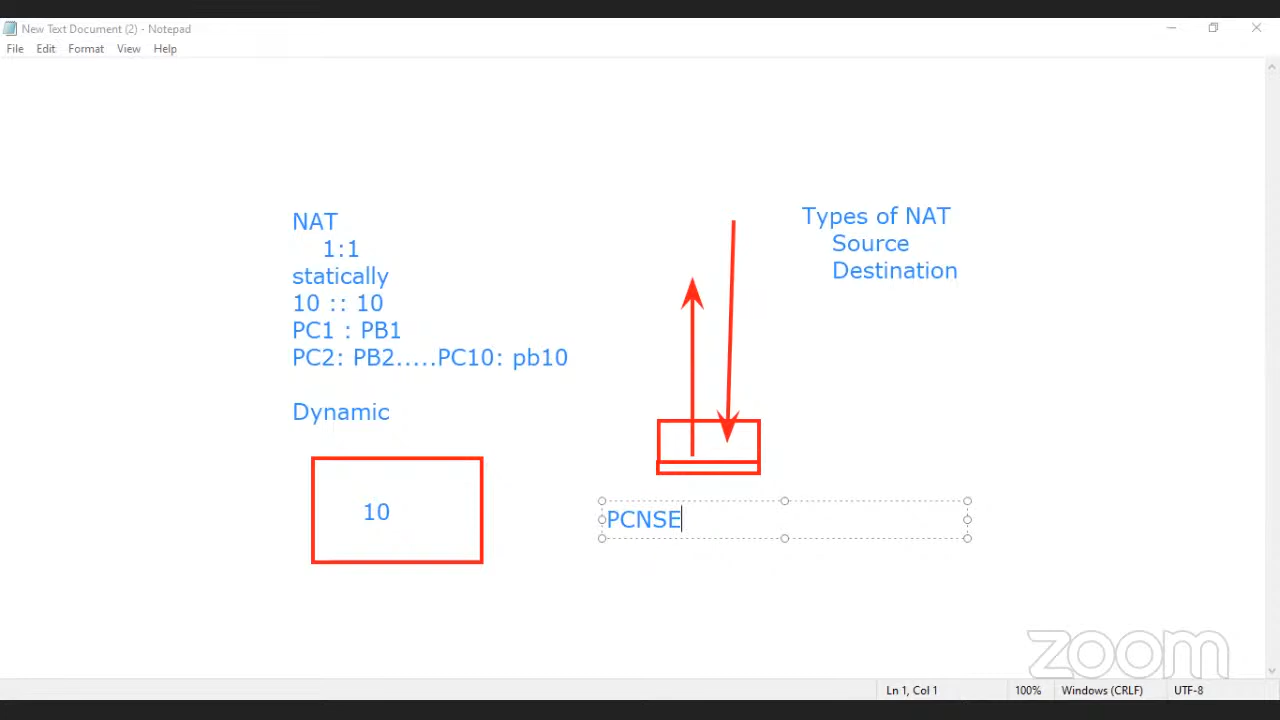 New Text Document (2) - Notepad
File Edit Format View Help
NAT
1:1
statically
10 :: 10
PC1 : PB1
PC2: PB2.....PC10: pb10
Dynamic
10
Types of NAT
Source
Destination
PCNSE
zoom
Ln 1, Col 1 100% Windows (CRLF) UTF-8